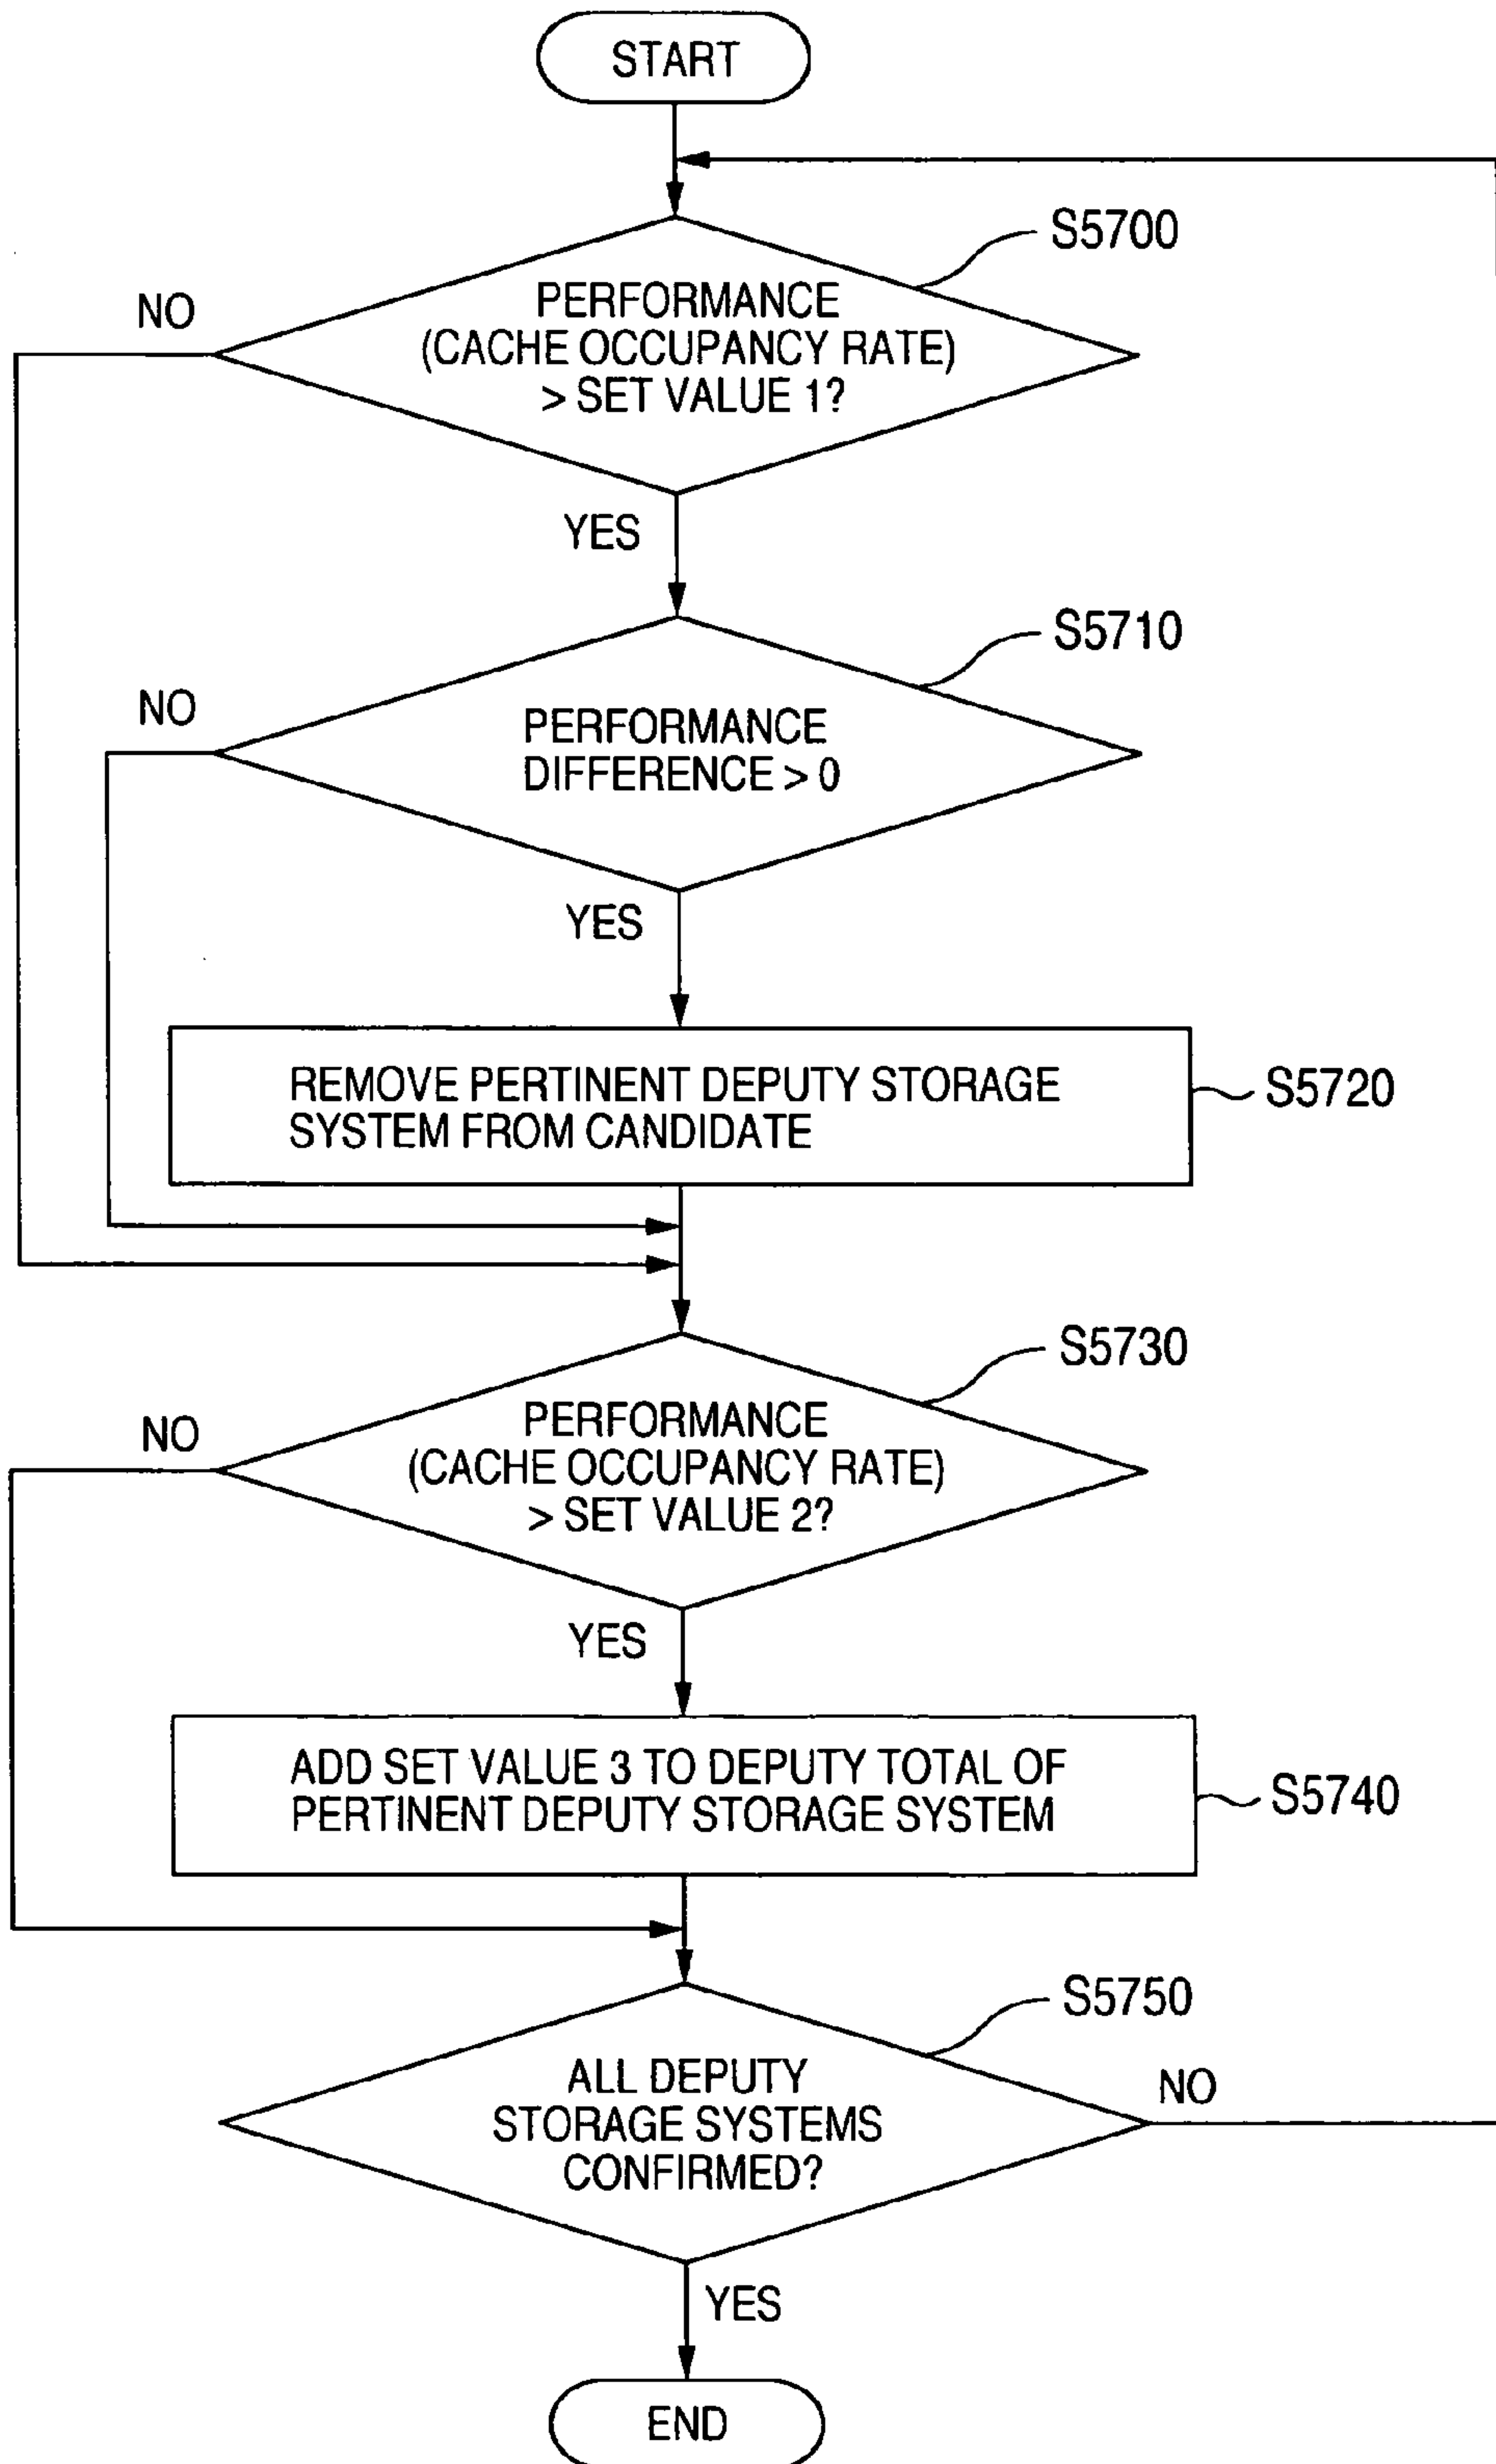 START
S5700
NO
PERFORMANCE
(CACHE OCCUPANCY RATE)
> SET VALUE 1?
YES
S5710
NO
PERFORMANCE
DIFFERENCE > 0
YES
REMOVE PERTINENT DEPUTY STORAGE
SYSTEM FROM CANDIDATE
S5720
S5730
NO
PERFORMANCE
(CACHE OCCUPANCY RATE)
> SET VALUE 2?
YES
ADD SET VALUE 3 TO DEPUTY TOTAL OF
PERTINENT DEPUTY STORAGE SYSTEM
S5740
S5750
ALL DEPUTY
STORAGE SYSTEMS
CONFIRMED?
NO
YES
END